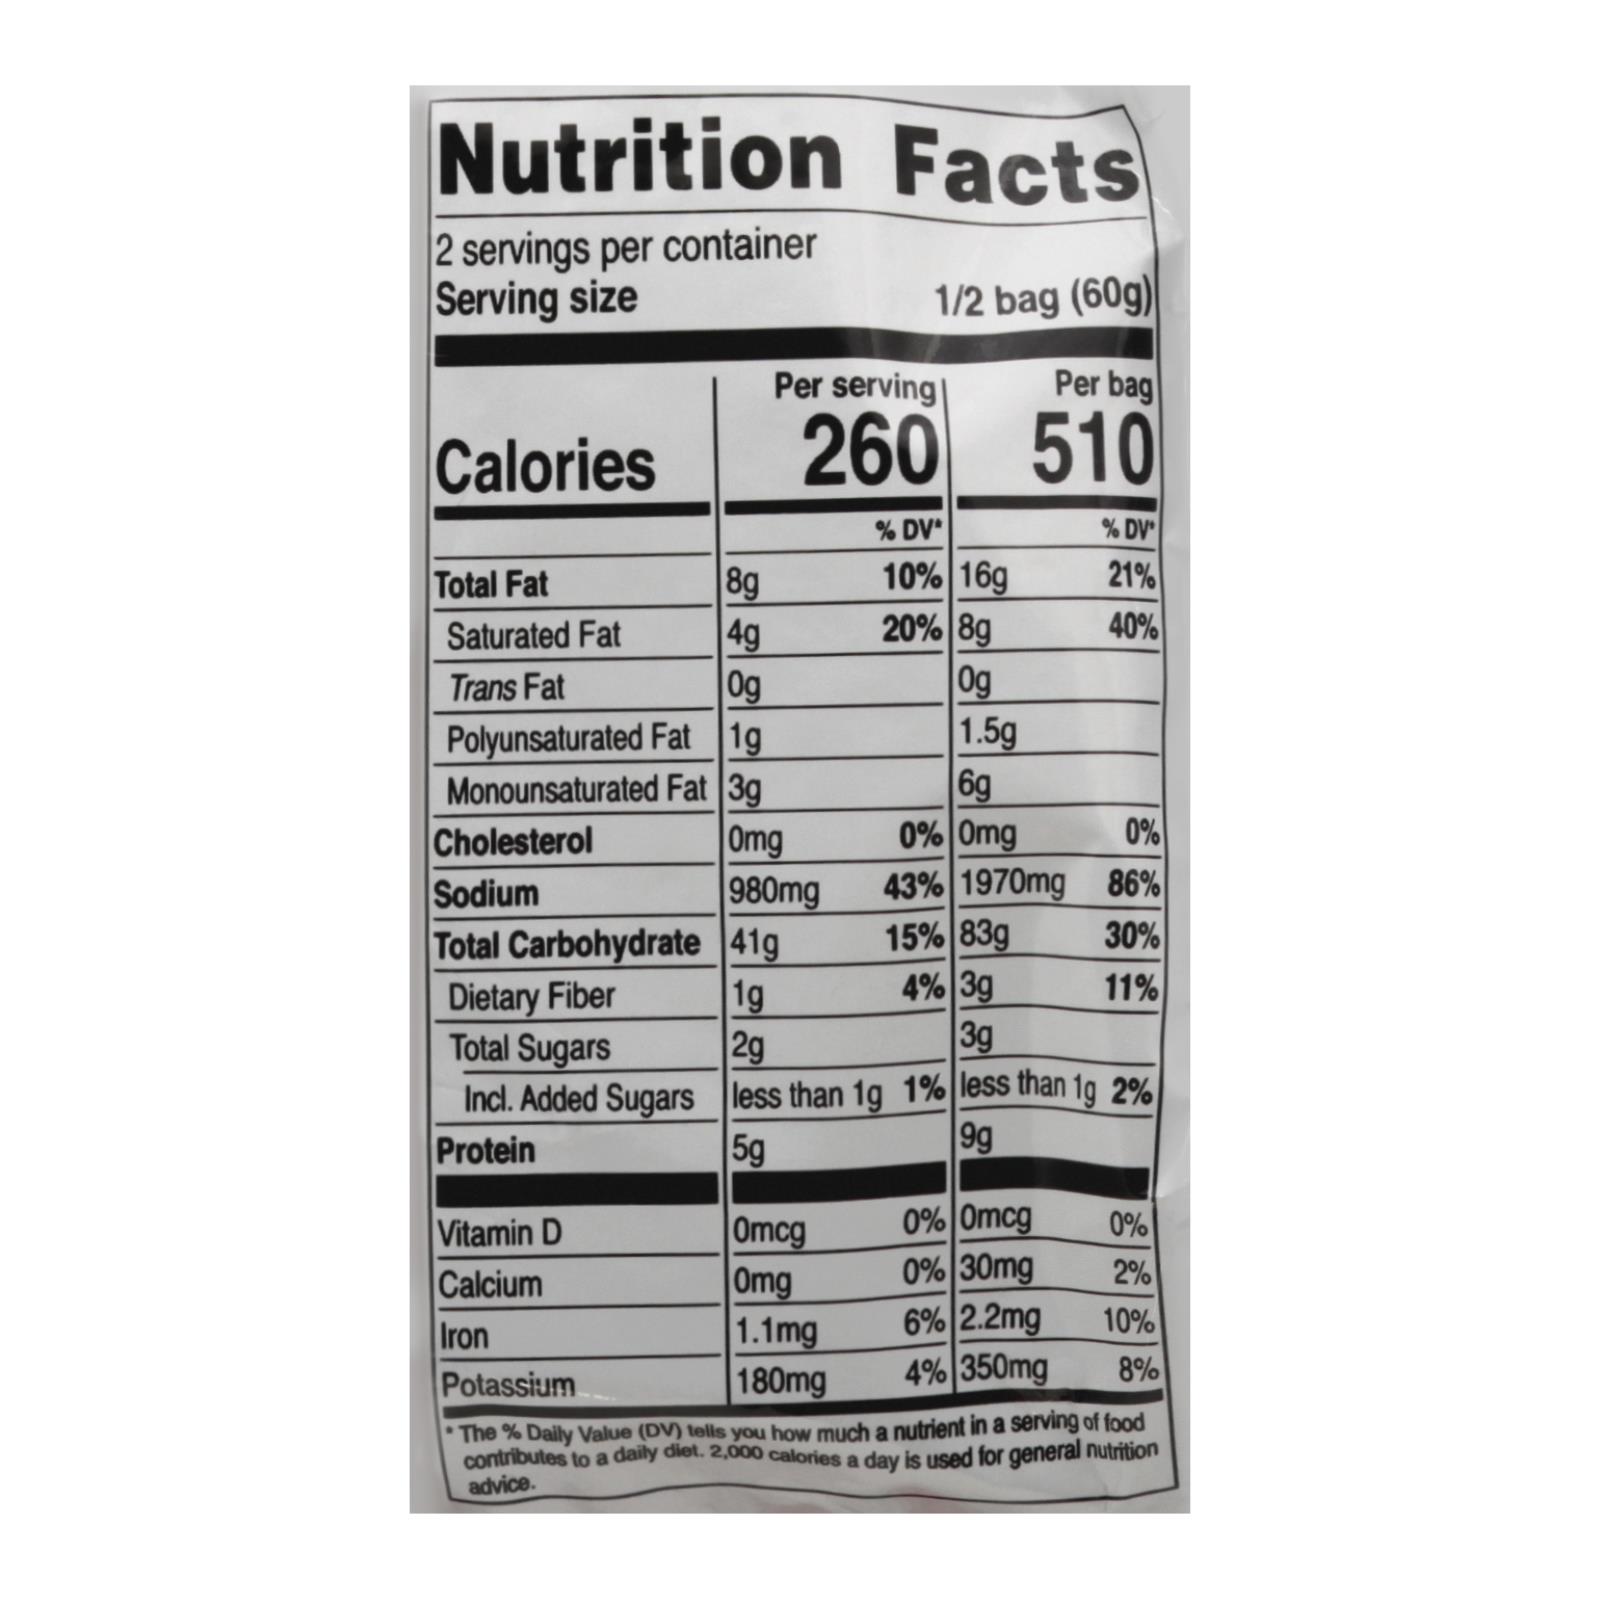 Nutrition Facts
2 servings per container
Serving size 1/2 bag (60g)
Per serving Per bag
Calories 260 510
% DV* % DV*
Total Fat 8g 10% 16g 21%
Saturated Fat 4g 20% 8g 40%
Trans Fat 0g 0g
Polyunsaturated Fat 1g 1.5g
Monounsaturated Fat 3g 6g
Cholesterol 0mg 0% 0mg 0%
Sodium 980mg 43% 1970mg 86%
Total Carbohydrate 41g 15% 83g 30%
Dietary Fiber 1g 4% 3g 11%
Total Sugars 2g 3g
Incl. Added Sugars less than 1g 1% less than 1g 2%
Protein 5g 9g
Vitamin D 0mcg 0% 0mcg 0%
Calcium 0mg 0% 30mg 2%
Iron 1.1mg 6% 2.2mg 10%
Potassium 180mg 4% 350mg 8%
* The % Daily Value (DV) tells you how much a nutrient in a serving of food
contributes to a daily diet. 2,000 calories a day is used for general nutrition
advice.